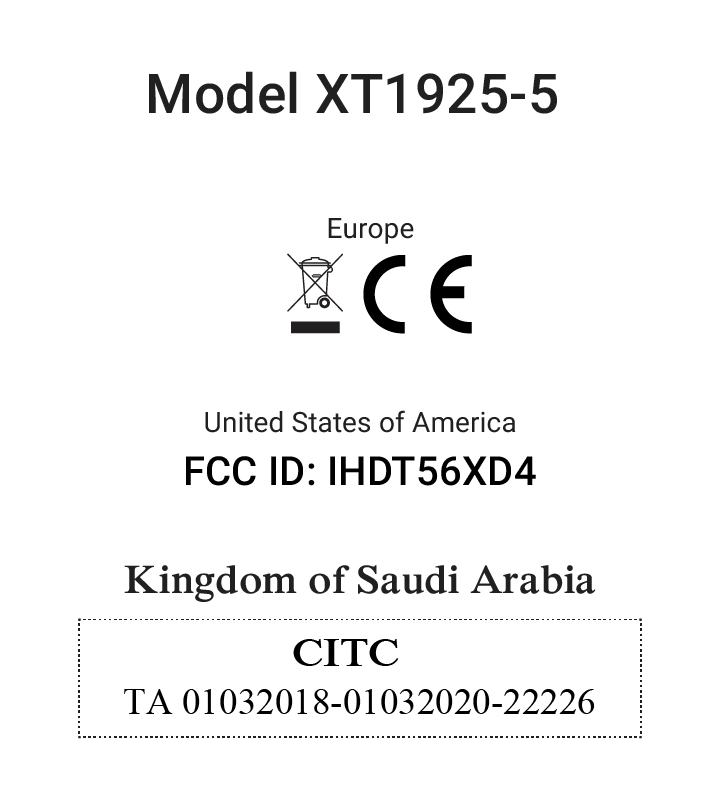 Model XT1925-5
Europe
CE
United States of America
FCC ID: IHDT56XD4
Kingdom of Saudi Arabia
CITC
TA 01032018-01032020-22226